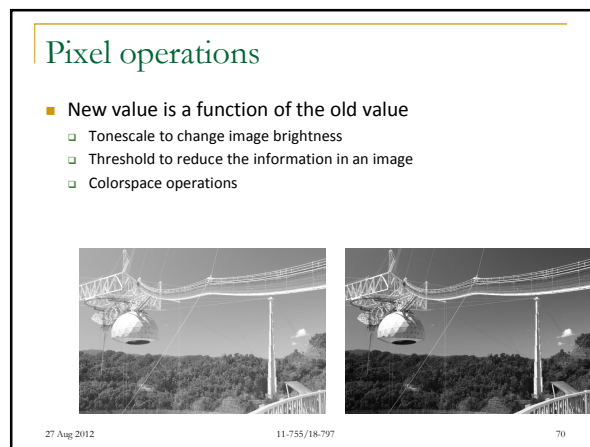 Pixel operations
New value is a function of the old value
Tonescale to change image brightness
Threshold to reduce the information in an image
Colorspace operations
27 Aug 2012
11-755/18-797
70